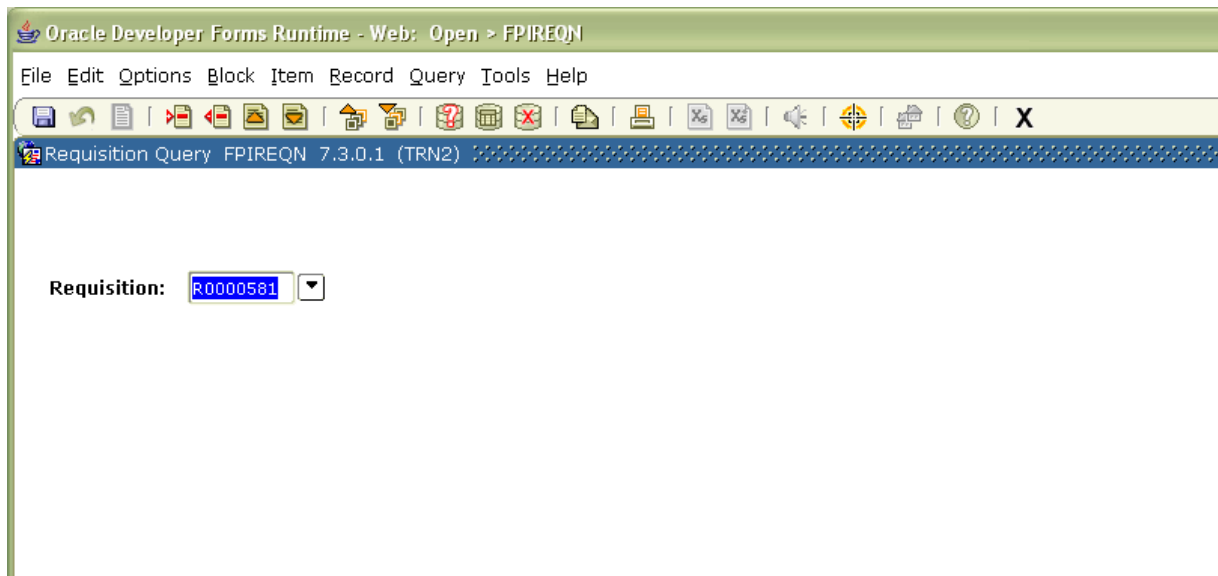 Oracle Developer Forms Runtime - Web: Open > FPIREQN
File Edit Options Block Item Record Query Tools Help
X
Requisition Query FPIREQN 7.3.0.1 (TRN2)
Requisition: R0000581